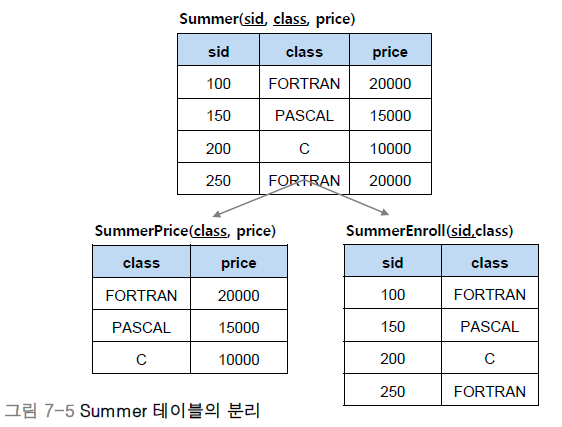 Summer(sid, class, price)
sid class price
100 FORTRAN 20000
150 PASCAL 15000
200 C 10000
250 FORTRAN 20000
SummerPrice(class, price)
class price
FORTRAN 20000
PASCAL 15000
C 10000
SummerEnroll(sid,class)
sid class
100 FORTRAN
150 PASCAL
200 C
250 FORTRAN
그림 7-5 Summer 테이블의 분리